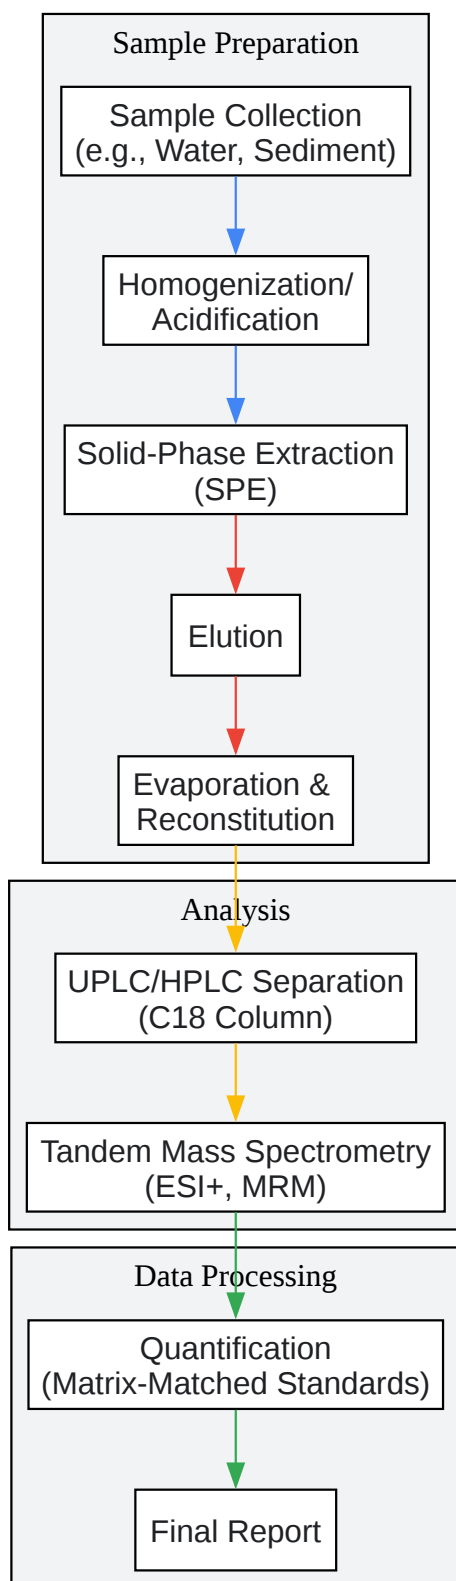 Sample Preparation
Sample Collection
(e.g., Water, Sediment)
Homogenization/
Acidification
Solid-Phase Extraction
(SPE)
Elution
Evaporation &
Reconstitution
Analysis
UPLC/HPLC Separation
(C18 Column)
Tandem Mass Spectrometry
(ESI+, MRM)
Data Processing
Quantification
(Matrix-Matched Standards)
Final Report